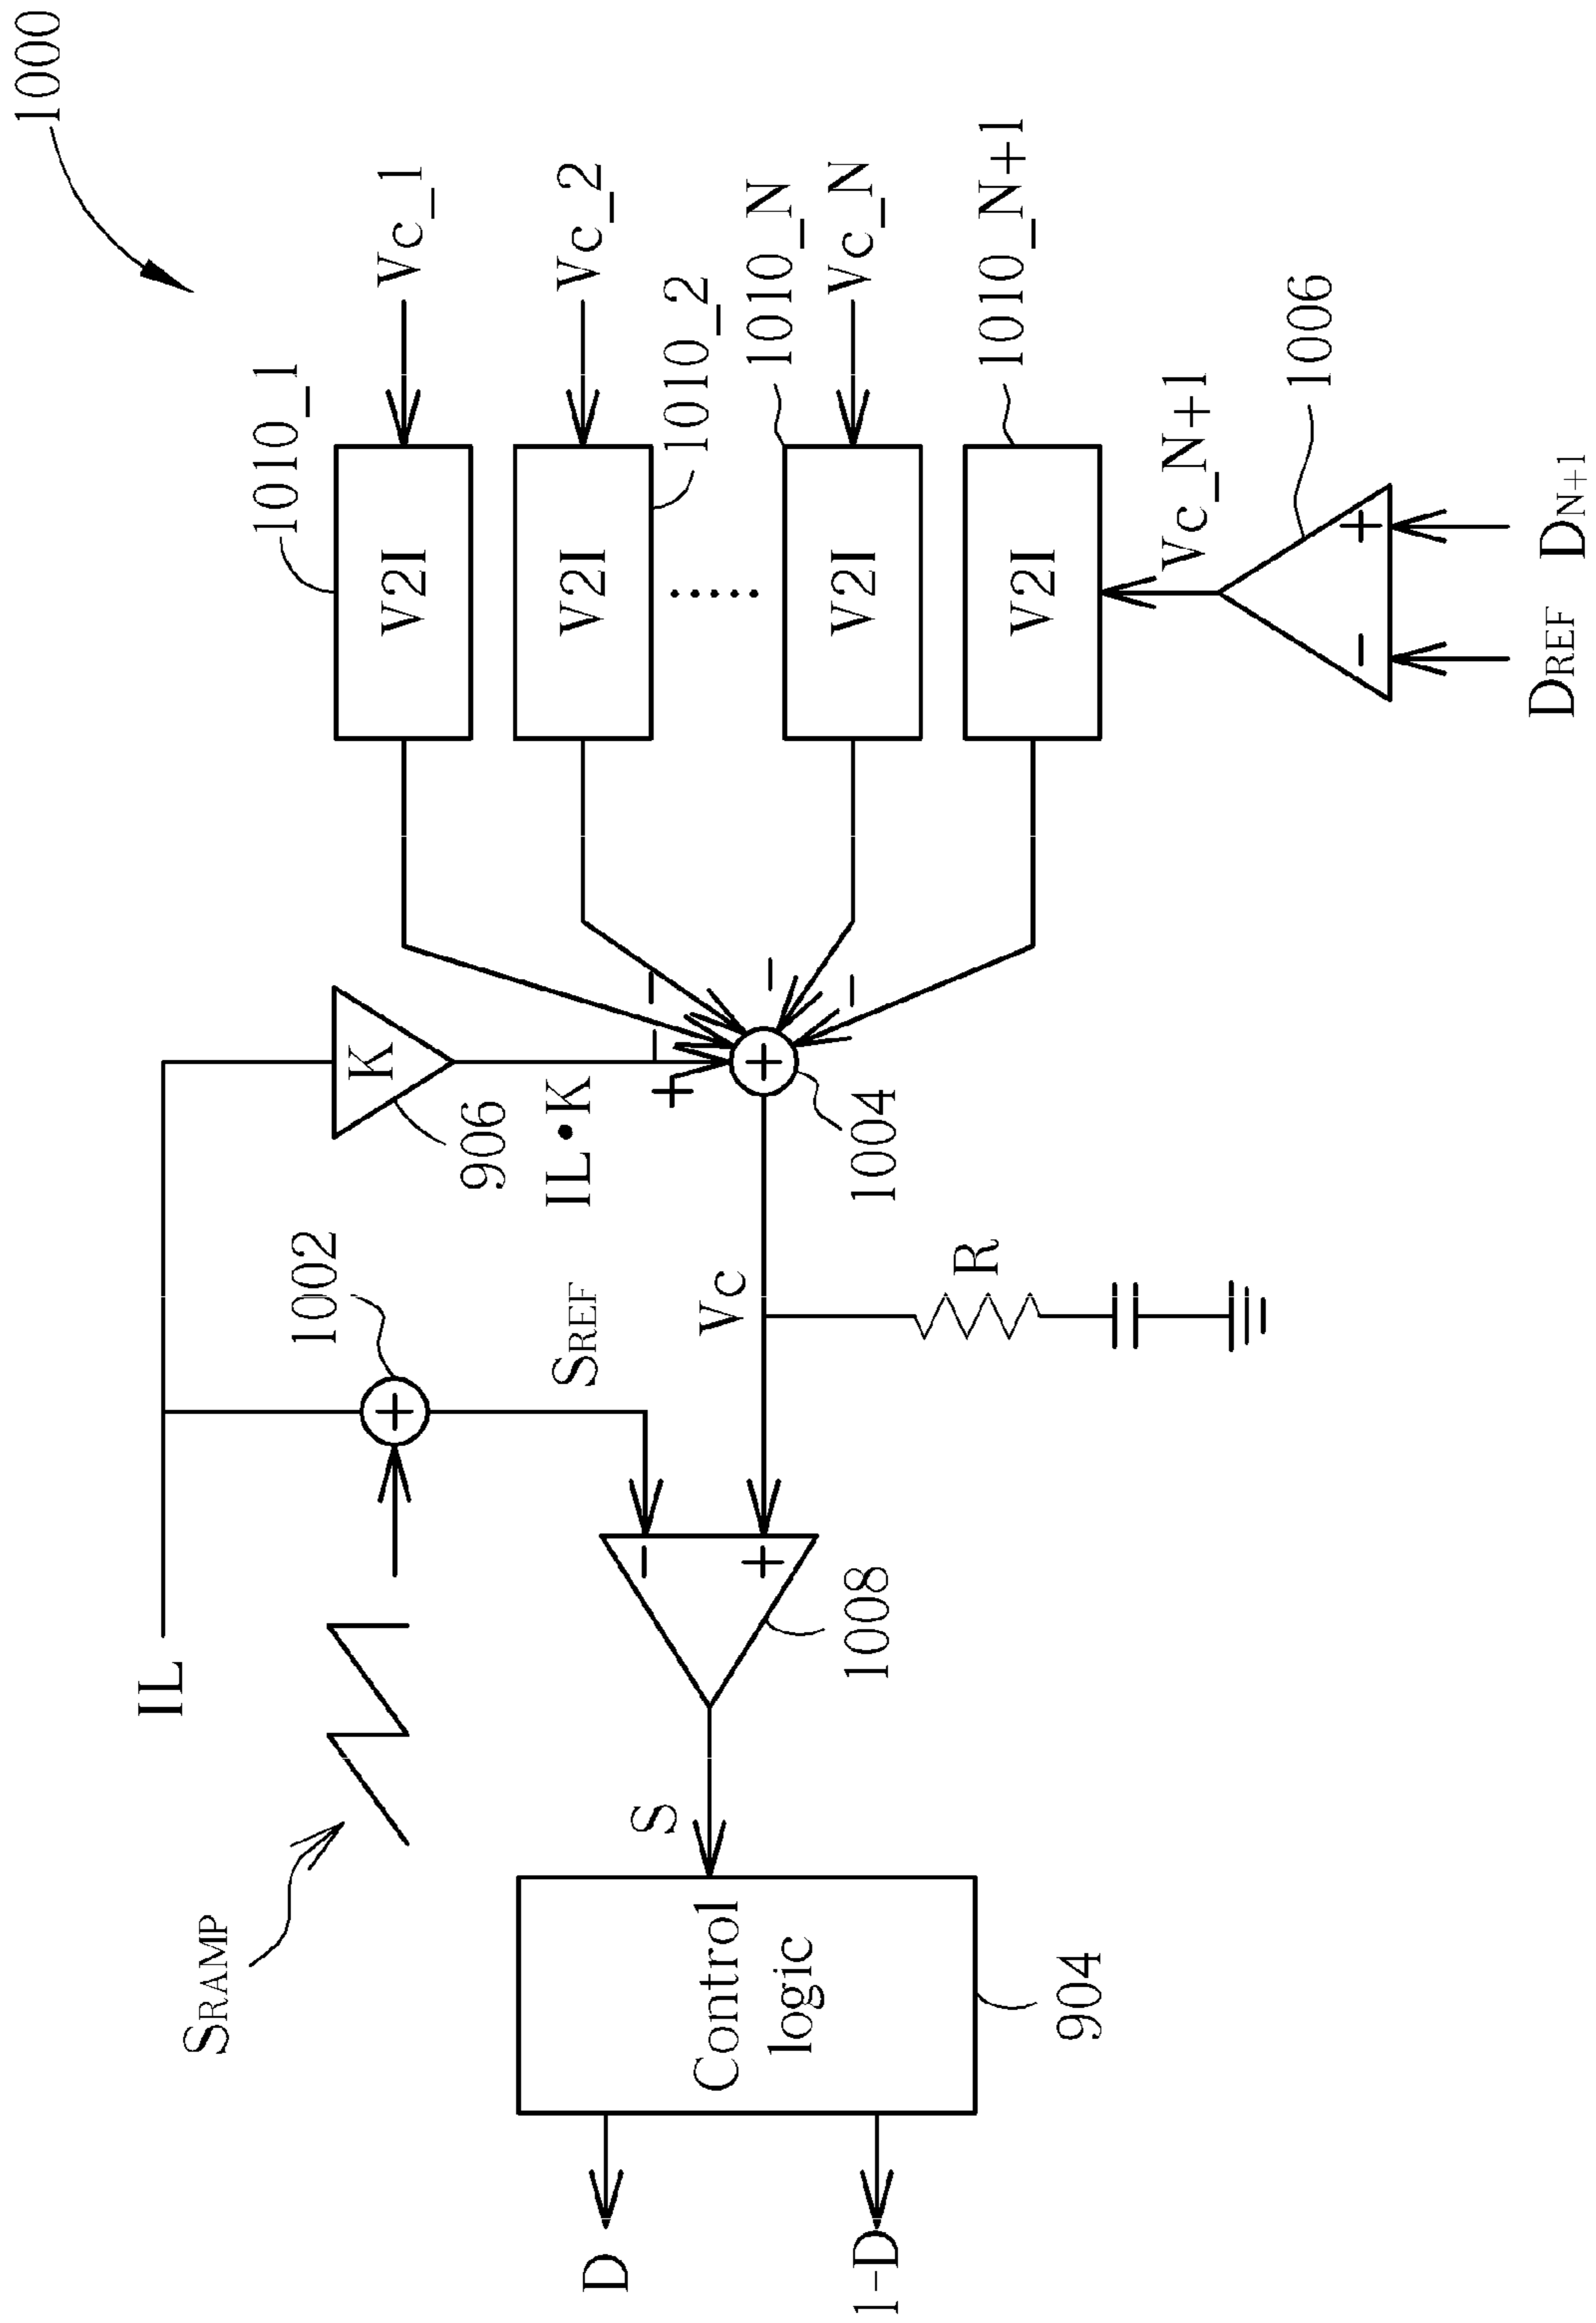 1000
IL
SRAMP
1002
K
906
IL•K
SREF
1010_1
V2I
Vc_1
V2I
Vc_2
1010_2
V2I
1010_N
Vc_N
V2I
1010_N+1
Vc_N+1
1006
+
−
DREF
DN+1
+
+
−
−
−
−
+
1004
Vc
R
−
+
1008
S
Control
logic
904
D
1-D